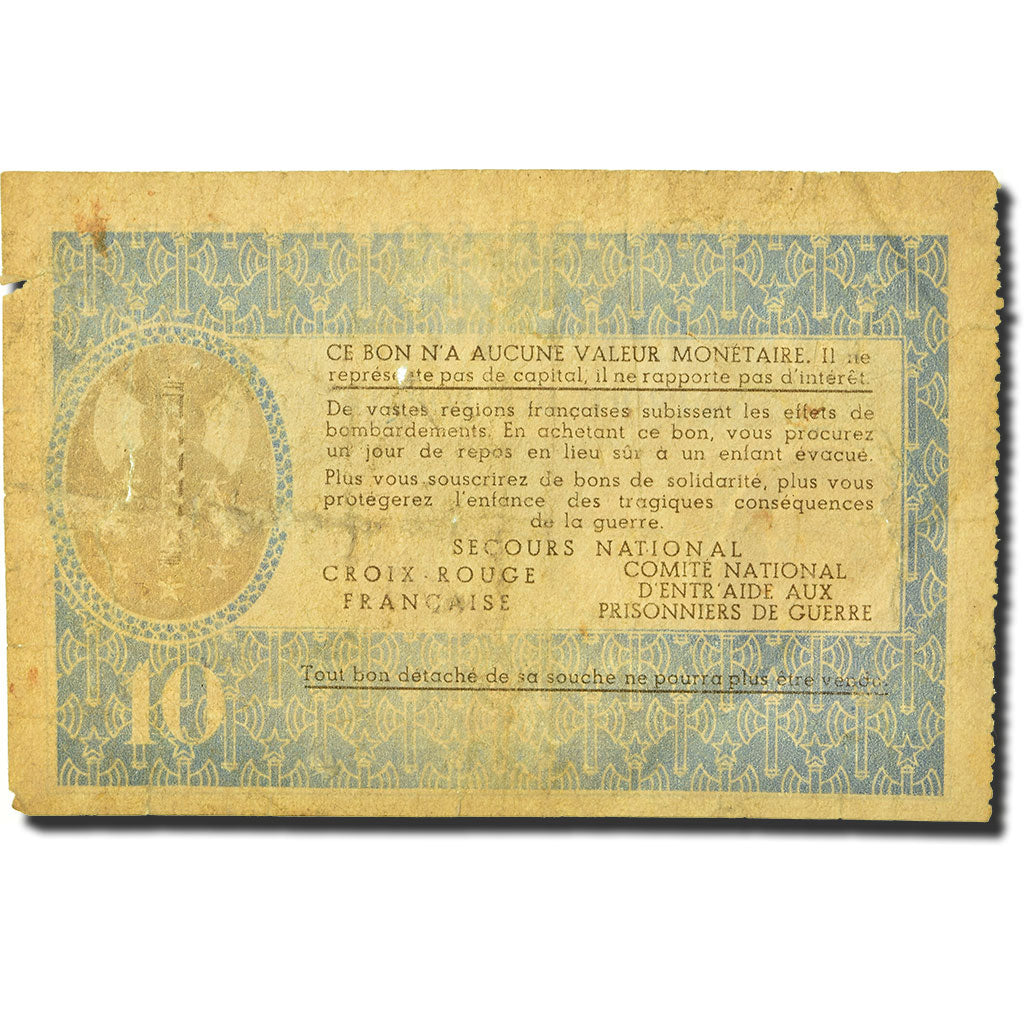 CE BON N'A AUCUNE VALEUR MONÉTAIRE. Il ne
représente pas de capital, il ne rapporte pas d'intérêt.
De vastes régions françaises subissent les effets de
bombardements. En achetant ce bon, vous procurez
un jour de repos en lieu sûr à un enfant évacué.
Plus vous souscrirez de bons de solidarité, plus vous
protégerez l'enfance des tragiques conséquences
de la guerre.
SECOURS NATIONAL
CROIX-ROUGE
FRANÇAISE
COMITÉ NATIONAL
D'ENTR'AIDE AUX
PRISONNIERS DE GUERRE
10
Tout bon détaché de sa souche ne pourra plus être vendu.